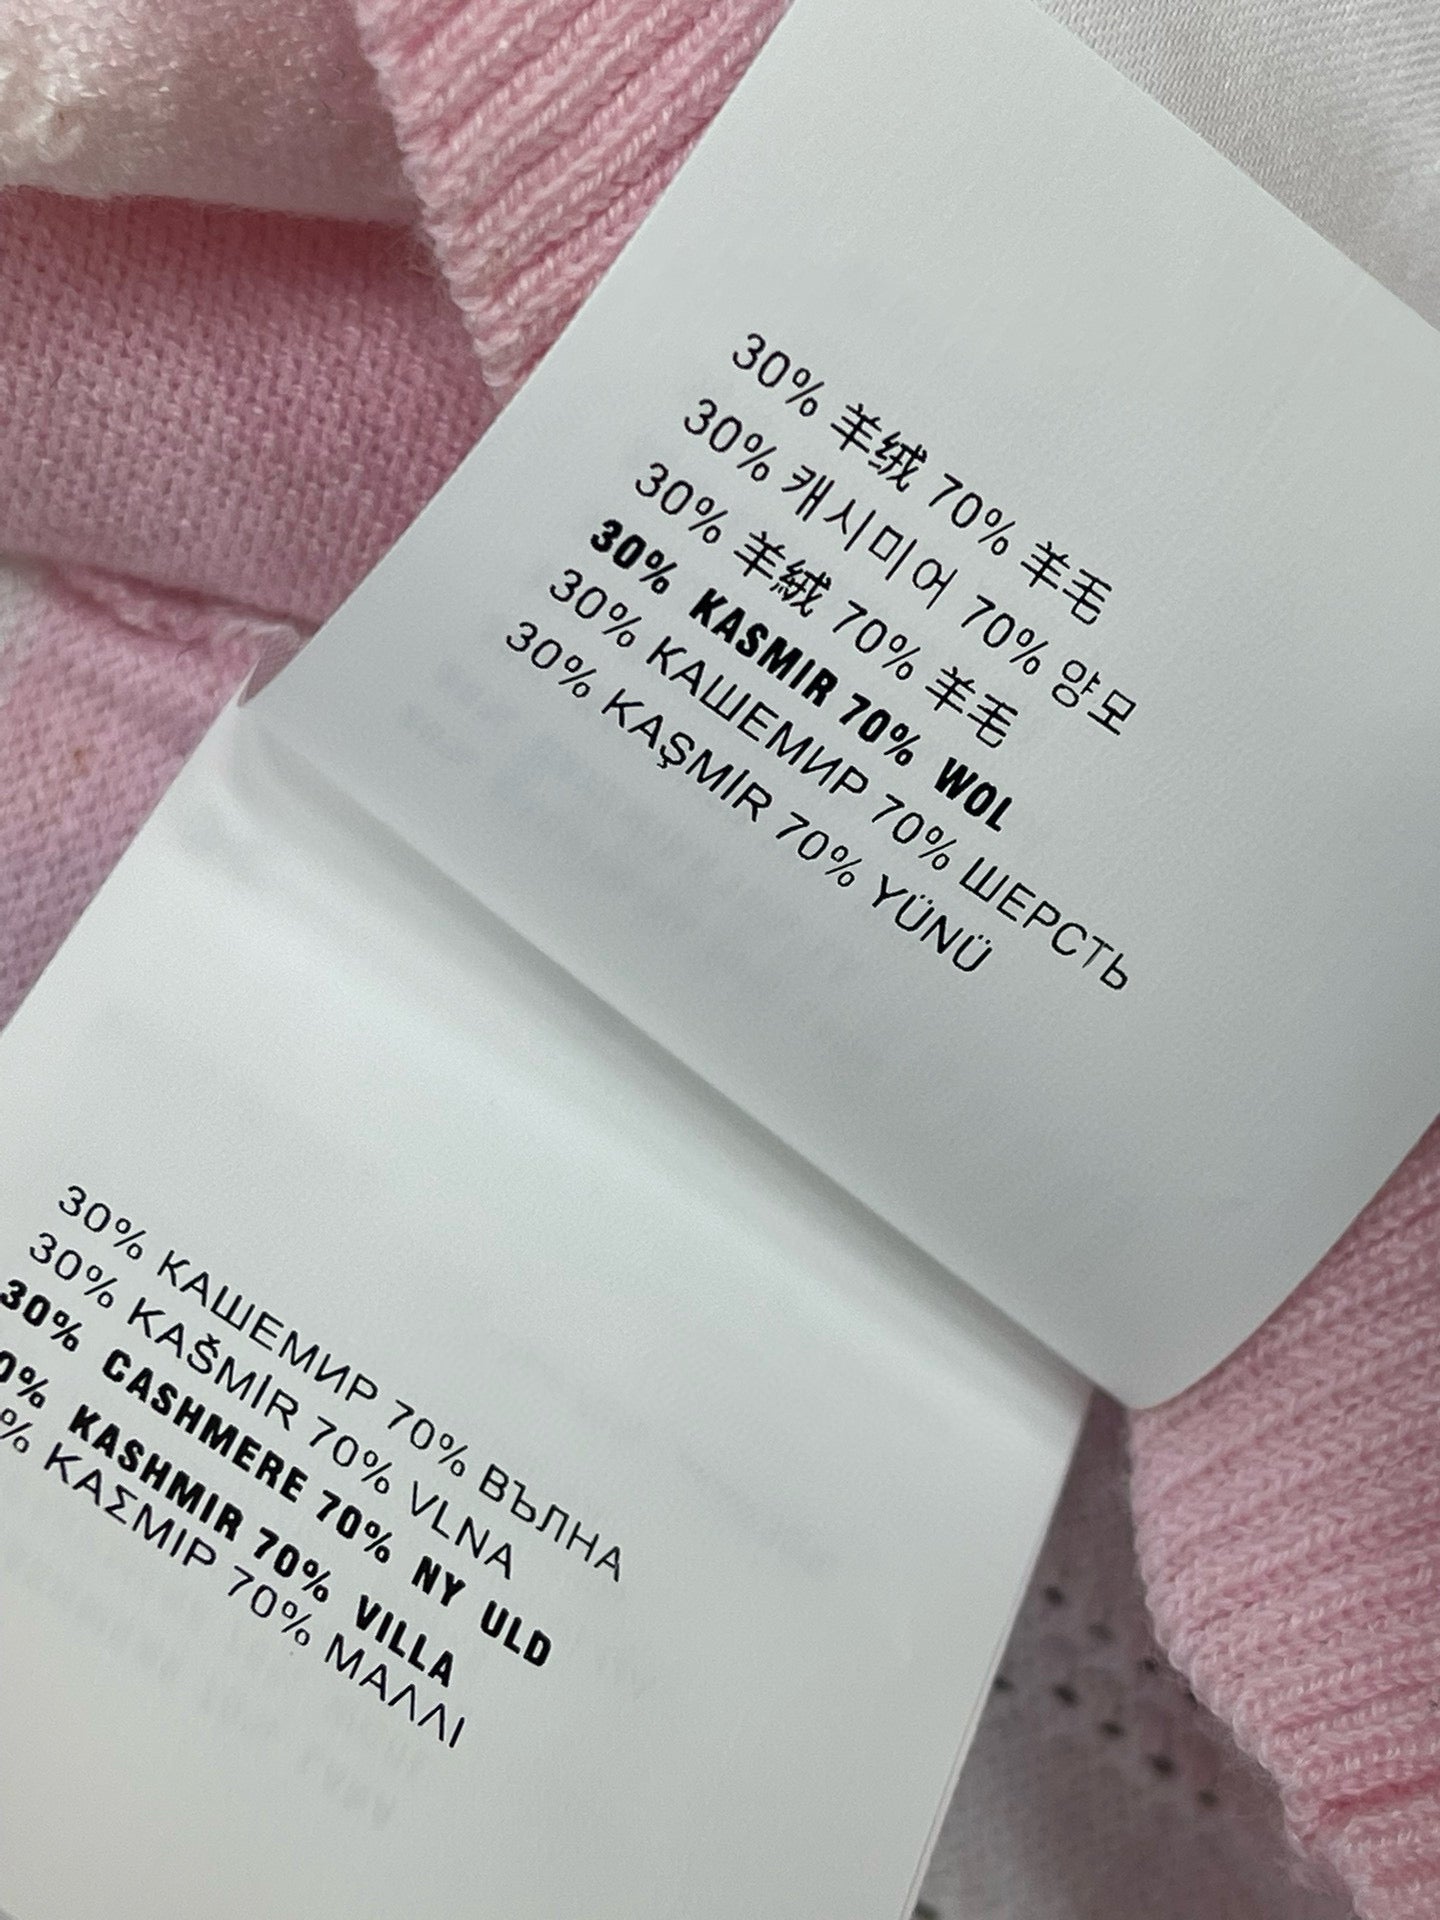 30% 羊绒 70% 羊毛
30% 캐시미어 70% 양모
30% 羊絨 70% 羊毛
30% KASMIR 70% WOL
30% КАШЕМИР 70% ШЕРСТЬ
30% KAŞMİR 70% YÜNÜ
30% КАШЕМИР 70% ВЪЛНА
30% KAŠMÍR 70% VLNA
30% CASHMERE 70% NY ULD
0% KASHMIR 70% VILLA
% ΚΑΣΜΙΡ 70% ΜΑΛΛΙ